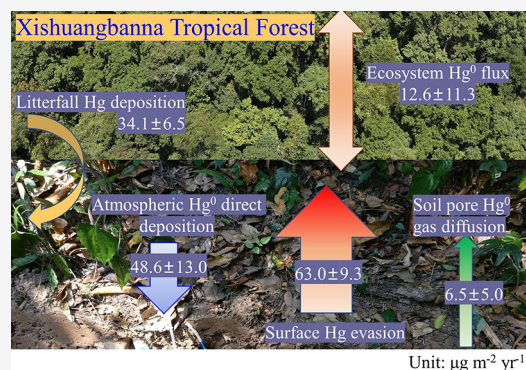 Xishuangbanna Tropical Forest
Ecosystem Hg⁰ flux
12.6±11.3
Litterfall Hg deposition
34.1±6.5
Atmospheric Hg⁰ direct
deposition
48.6±13.0
63.0±9.3
Surface Hg evasion
Soil pore Hg⁰
gas diffusion
6.5±5.0
Unit: μg m⁻² yr⁻¹